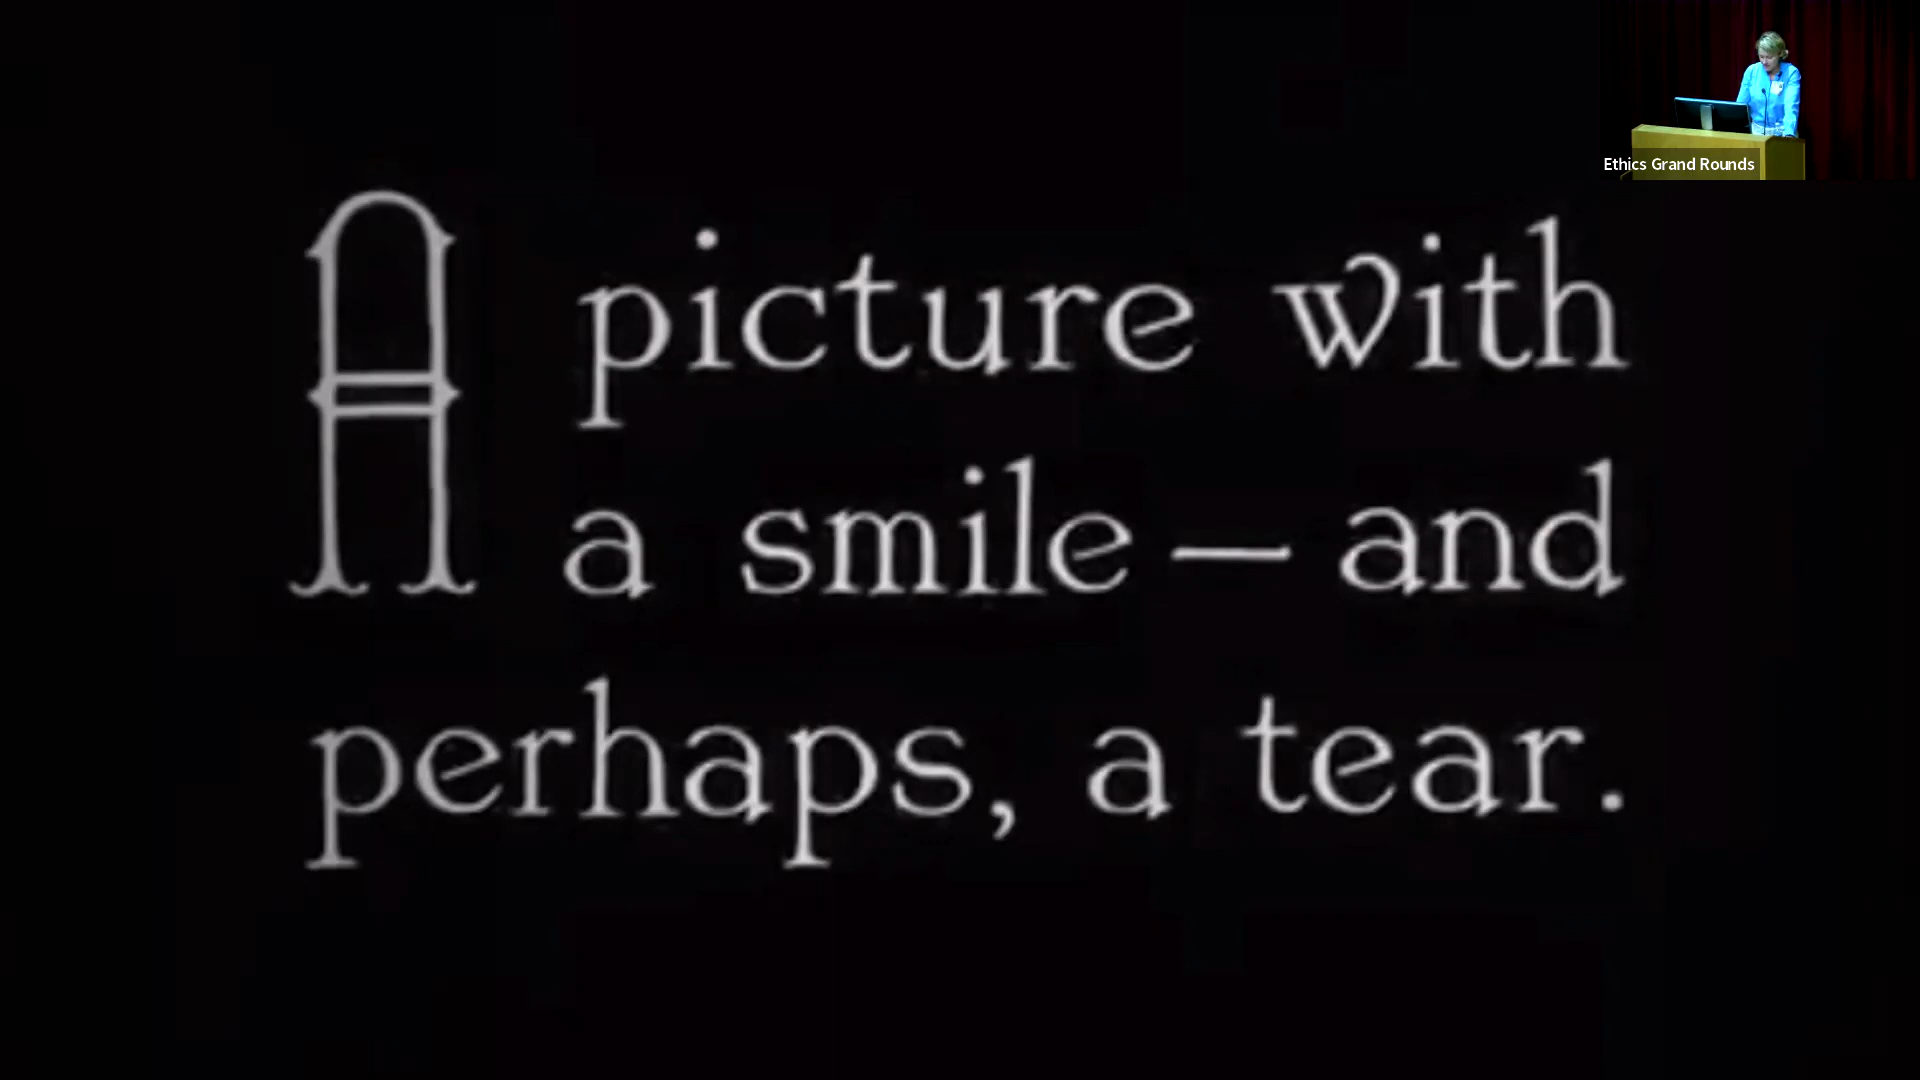 Ethics Grand Rounds
A picture with
a smile — and
perhaps, a tear.